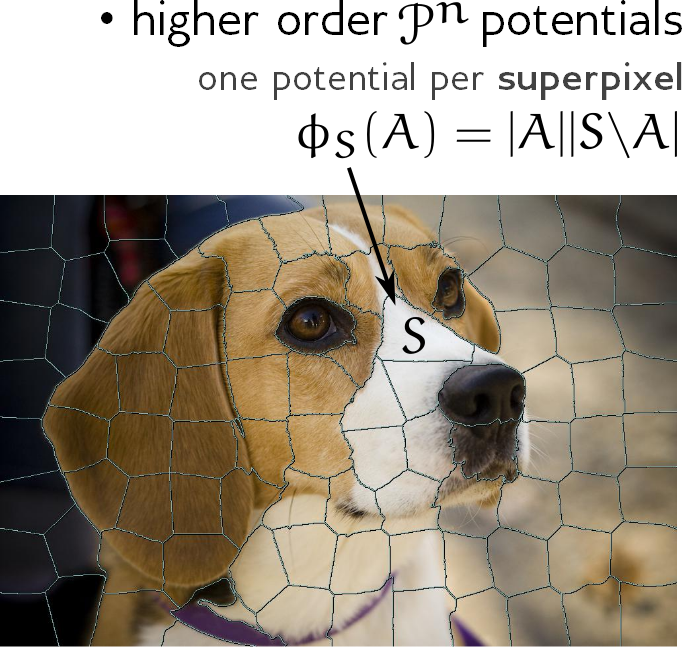 • higher order 𝒫ⁿ potentials
one potential per superpixel
ϕ_S(A) = |A||S\A|
S